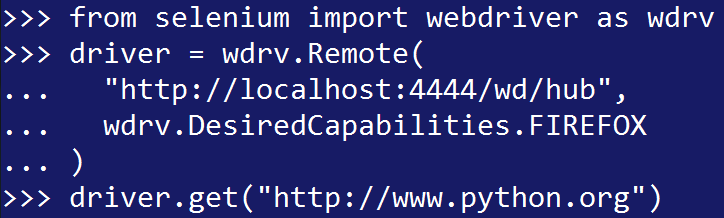 >>> from selenium import webdriver as wdrv
>>> driver = wdrv.Remote(
...   "http://localhost:4444/wd/hub",
...   wdrv.DesiredCapabilities.FIREFOX
... )
>>> driver.get("http://www.python.org")